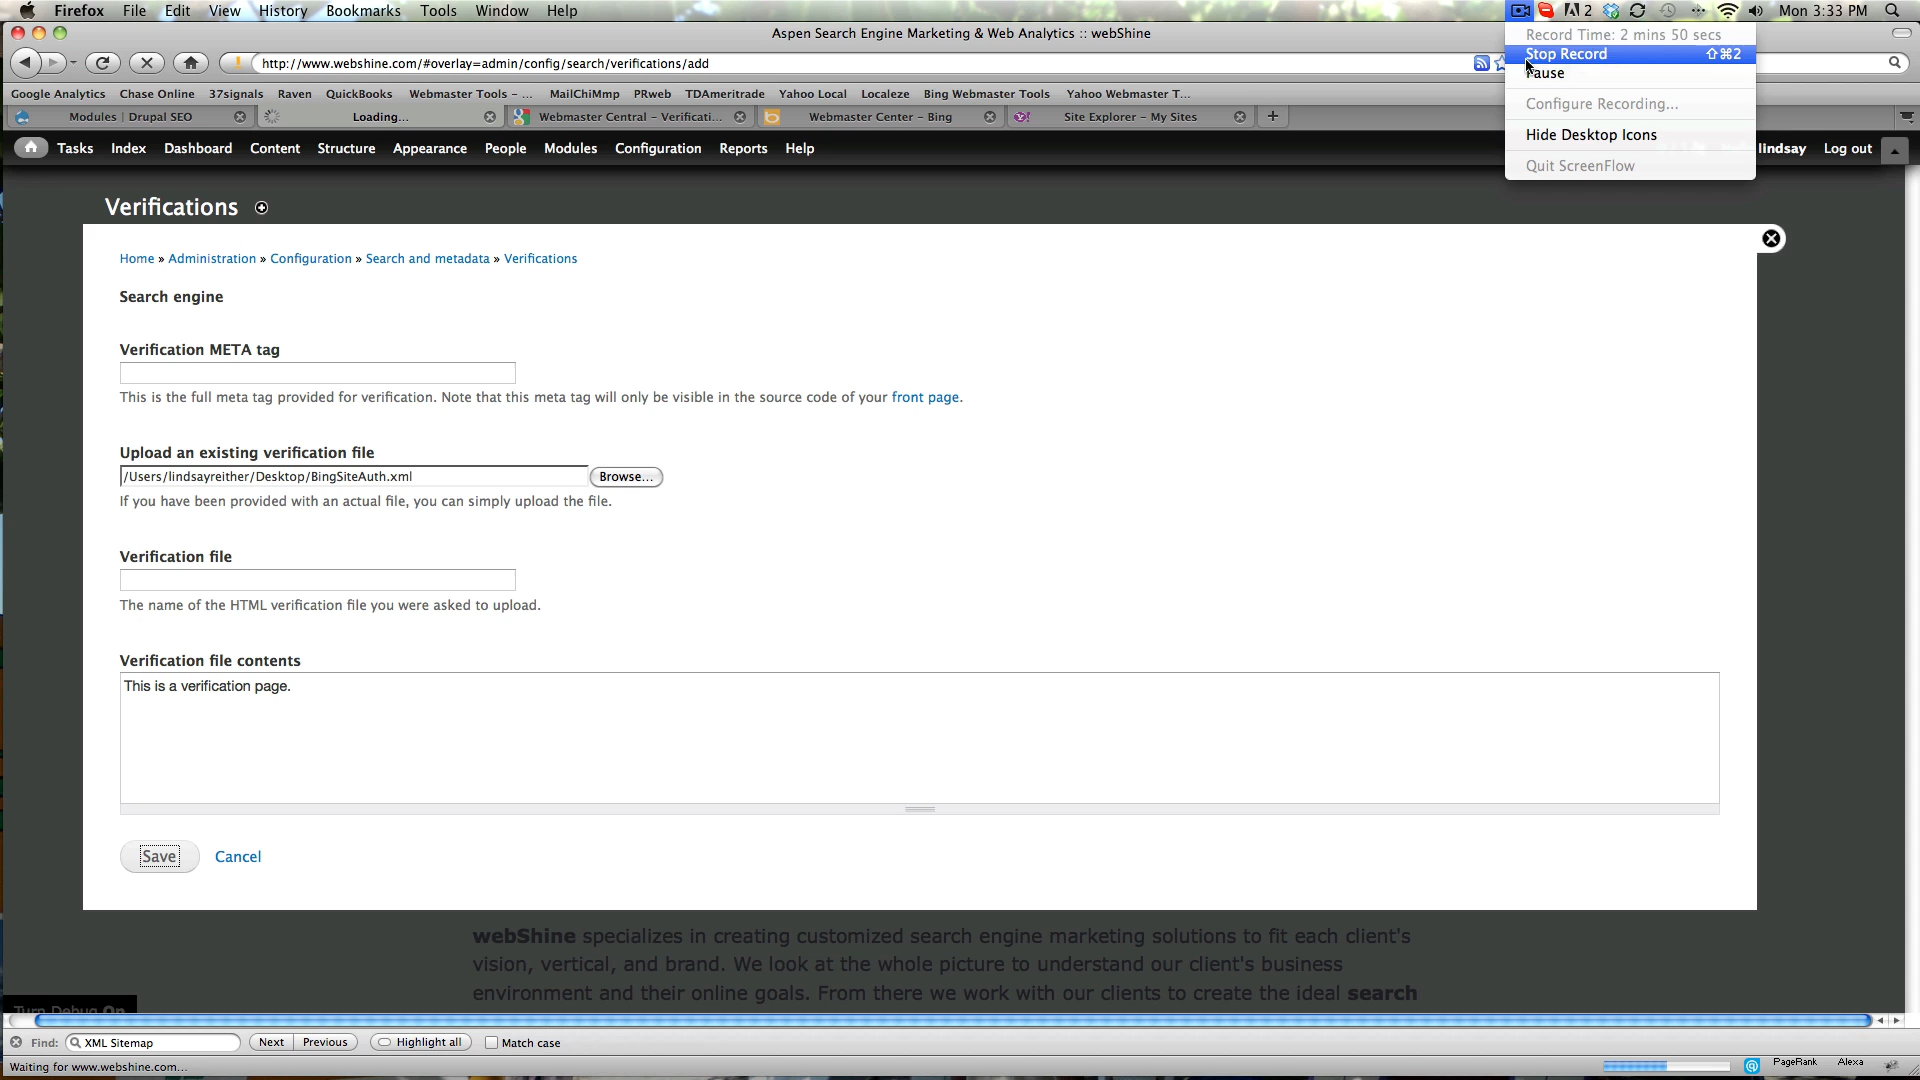 Firefox File Edit View History Bookmarks Tools Window Help
2 Mon 3:33 PM
Aspen Search Engine Marketing & Web Analytics :: webShine
Record Time: 2 mins 50 secs
Stop Record ⇧⌘2
Pause
Configure Recording...
Hide Desktop Icons
Quit ScreenFlow
http://www.webshine.com/#overlay=admin/config/search/verifications/add
Google Analytics Chase Online 37signals Raven QuickBooks Webmaster Tools - ... MailChiMmp PRweb TDAmeritrade Yahoo Local Localeze Bing Webmaster Tools Yahoo Webmaster T...
Modules | Drupal SEO Loading... Webmaster Central - Verificati... Webmaster Center - Bing Site Explorer - My Sites
Tasks Index Dashboard Content Structure Appearance People Modules Configuration Reports Help lindsay Log out
Verifications
Home » Administration » Configuration » Search and metadata » Verifications
Search engine
Verification META tag
This is the full meta tag provided for verification. Note that this meta tag will only be visible in the source code of your front page.
Upload an existing verification file
/Users/lindsayreither/Desktop/BingSiteAuth.xml Browse...
If you have been provided with an actual file, you can simply upload the file.
Verification file
The name of the HTML verification file you were asked to upload.
Verification file contents
This is a verification page.
Save Cancel
webShine specializes in creating customized search engine marketing solutions to fit each client's
vision, vertical, and brand. We look at the whole picture to understand our client's business
environment and their online goals. From there we work with our clients to create the ideal search
Turn Debug On
Find: XML Sitemap Next Previous Highlight all Match case
Waiting for www.webshine.com... PageRank Alexa